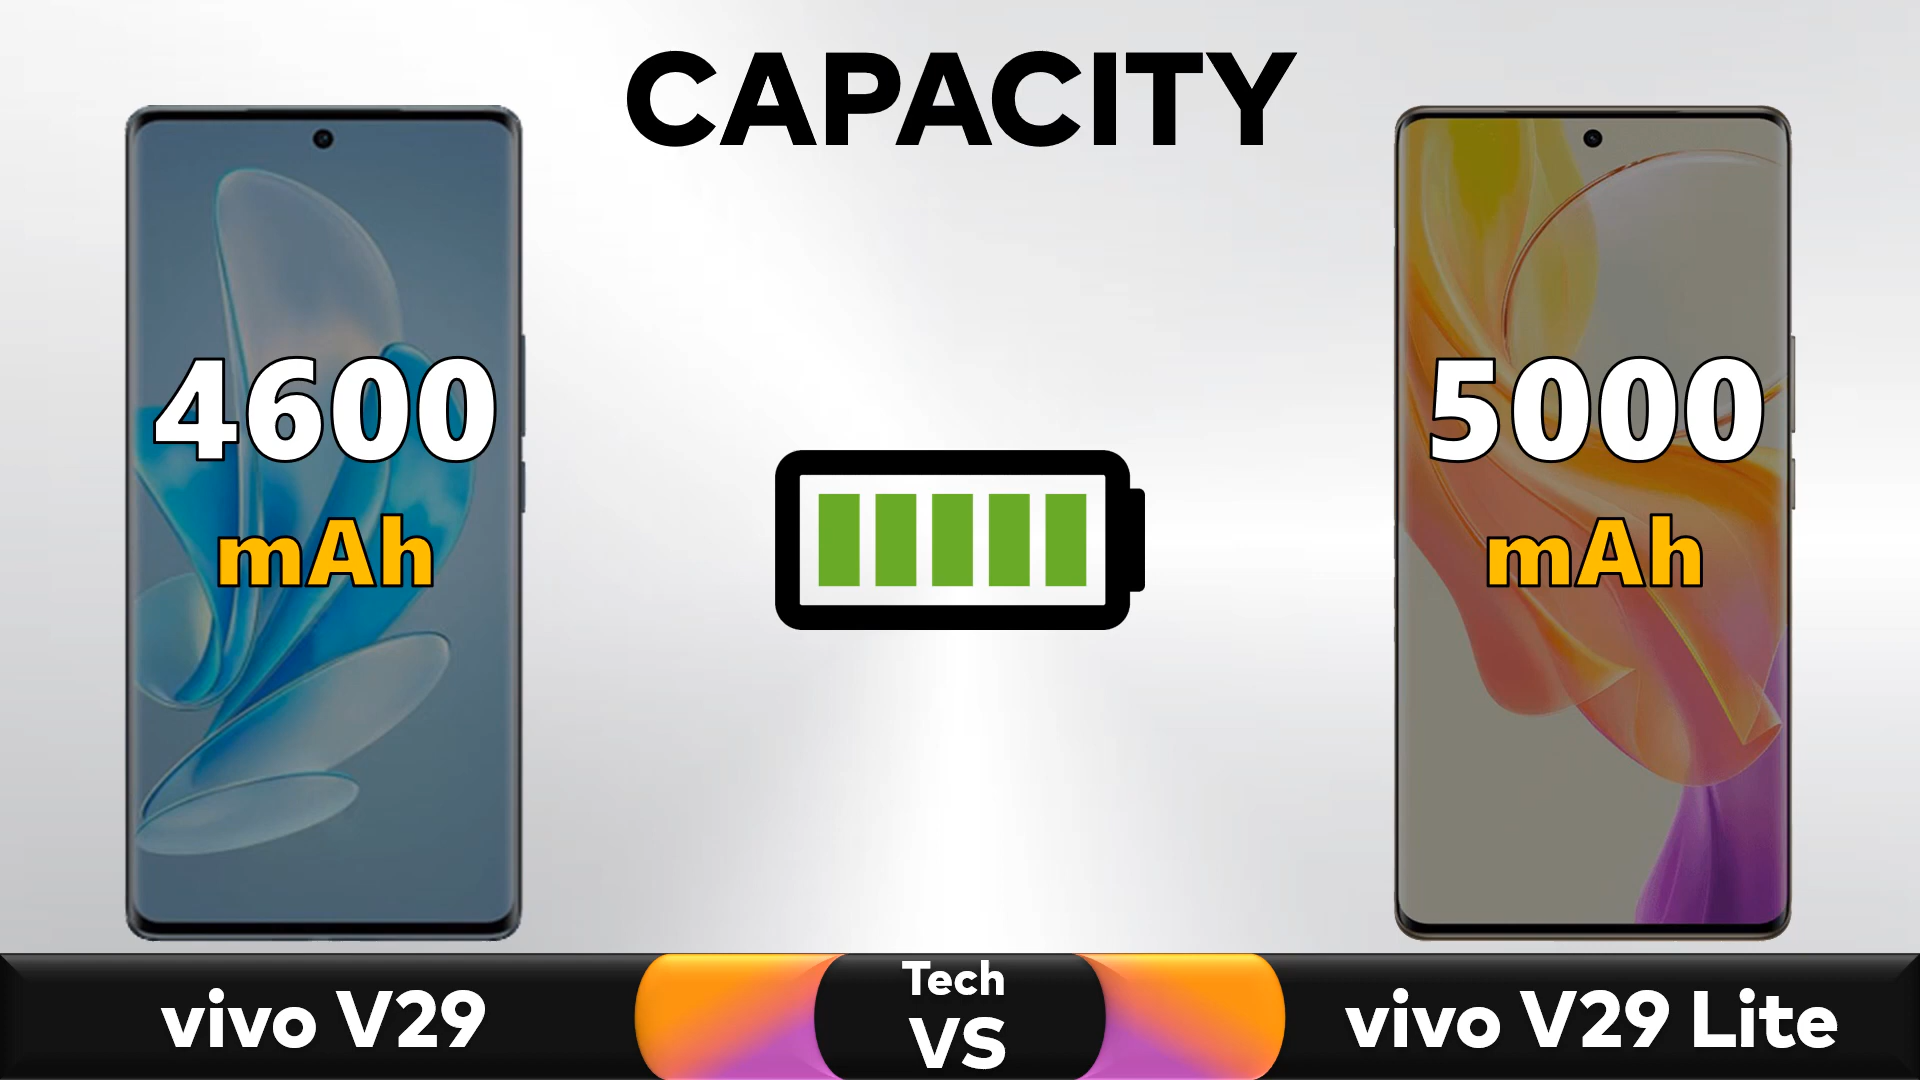 CAPACITY
4600
mAh
5000
mAh
vivo V29
Tech
VS
vivo V29 Lite